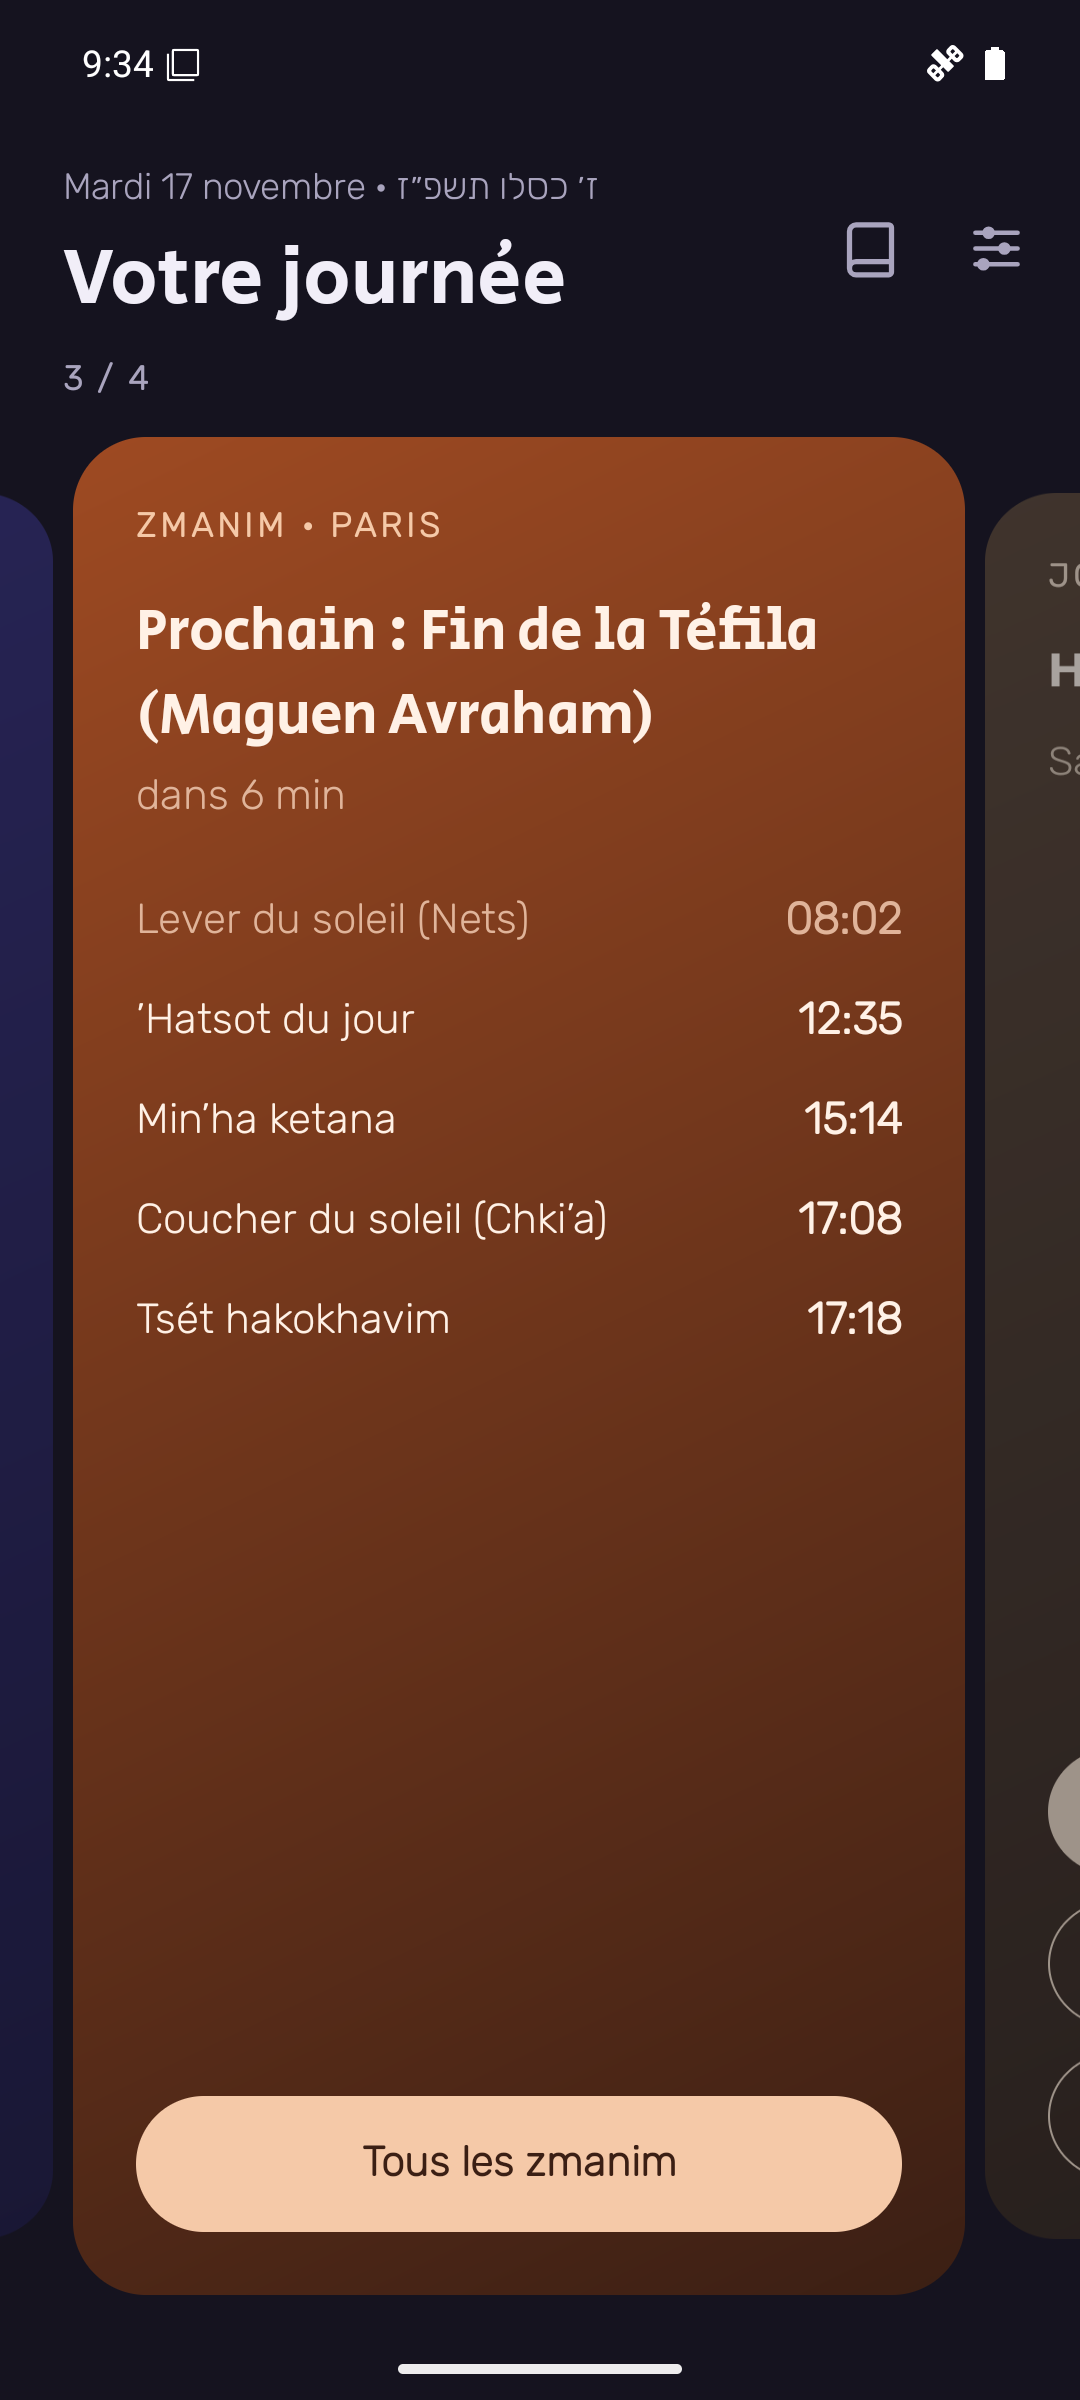 9:34
Mardi 17 novembre • ז׳ כסלו תשפ״ז
Votre journée
3 / 4
ZMANIM • PARIS
Prochain : Fin de la Téfila
(Maguen Avraham)
dans 6 min
Lever du soleil (Nets) 08:02
’Hatsot du jour 12:35
Min’ha ketana 15:14
Coucher du soleil (Chki’a) 17:08
Tsét hakokhavim 17:18
Tous les zmanim